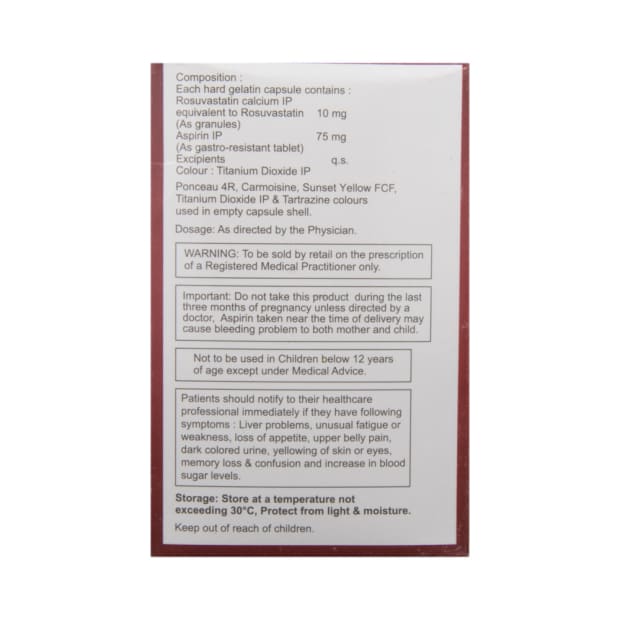 Composition :
Each hard gelatin capsule contains :
Rosuvastatin calcium IP
equivalent to Rosuvastatin 10 mg
(As granules)
Aspirin IP 75 mg
(As gastro-resistant tablet)
Excipients q.s.
Colour : Titanium Dioxide IP
Ponceau 4R, Carmoisine, Sunset Yellow FCF,
Titanium Dioxide IP & Tartrazine colours
used in empty capsule shell.
Dosage: As directed by the Physician.
WARNING: To be sold by retail on the prescription
of a Registered Medical Practitioner only.
Important: Do not take this product during the last
three months of pregnancy unless directed by a
doctor, Aspirin taken near the time of delivery may
cause bleeding problem to both mother and child.
Not to be used in Children below 12 years
of age except under Medical Advice.
Patients should notify to their healthcare
professional immediately if they have following
symptoms : Liver problems, unusual fatigue or
weakness, loss of appetite, upper belly pain,
dark colored urine, yellowing of skin or eyes,
memory loss & confusion and increase in blood
sugar levels.
Storage: Store at a temperature not
exceeding 30°C, Protect from light & moisture.
Keep out of reach of children.